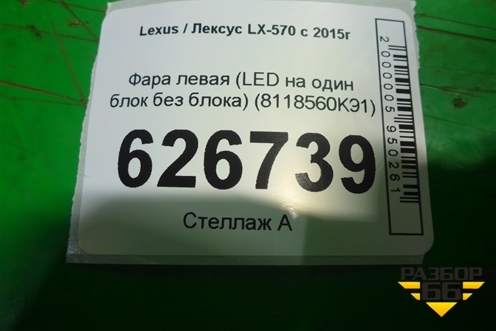 Lexus / Лексус LX-570 с 2015г
Фара левая (LED на один
блок без блока) (8118560K91)
626739
Стеллаж А
2000005950261
РАЗБОР
66